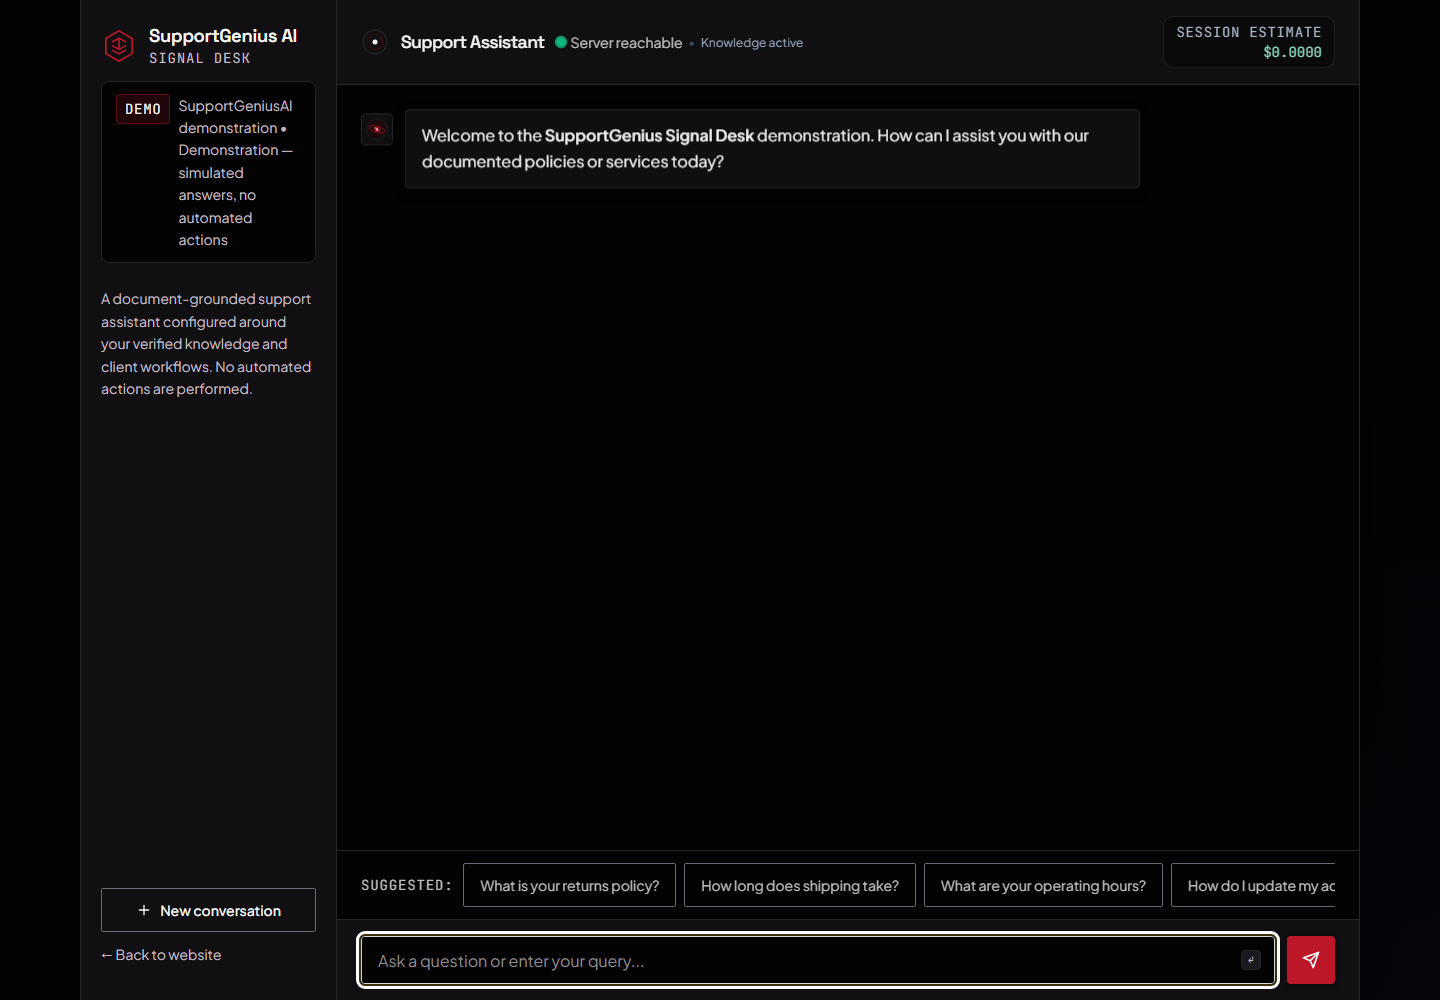 SupportGenius AI
SIGNAL DESK
DEMO
SupportGeniusAI
demonstration •
Demonstration —
simulated
answers, no
automated
actions
A document-grounded support
assistant configured around
your verified knowledge and
client workflows. No automated
actions are performed.
+ New conversation
← Back to website
Support Assistant Server reachable • Knowledge active
SESSION ESTIMATE
$0.0000
Welcome to the SupportGenius Signal Desk demonstration. How can I assist you with our
documented policies or services today?
SUGGESTED: What is your returns policy? How long does shipping take? What are your operating hours? How do I update my ac
Ask a question or enter your query...